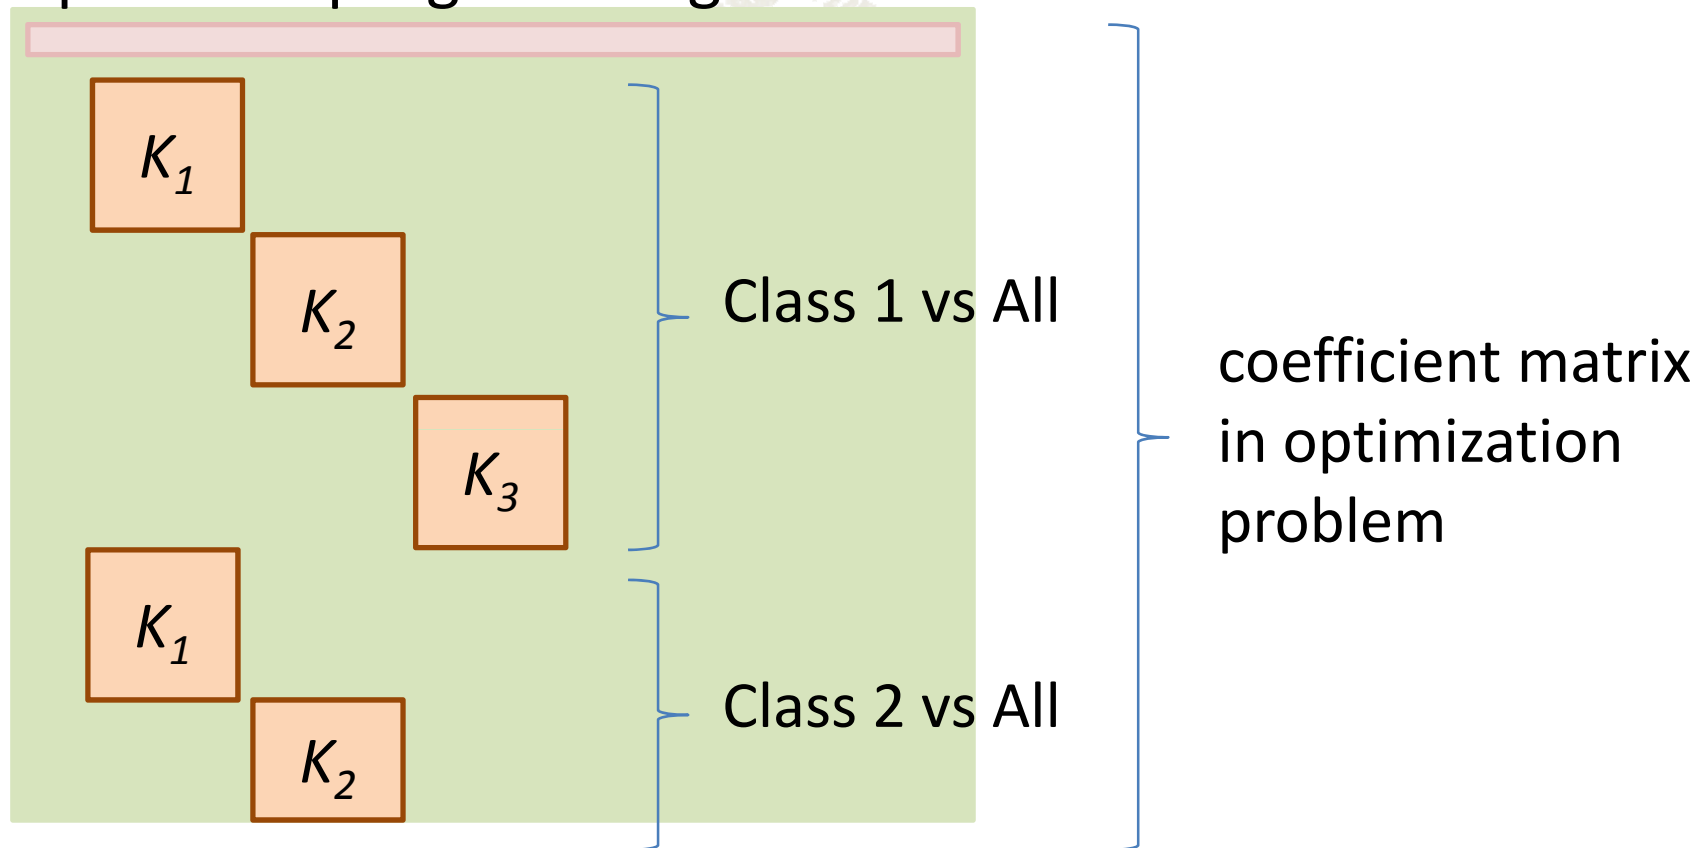 K1
K2
Class 1 vs All
K3
coefficient matrix
in optimization
problem
K1
Class 2 vs All
K2